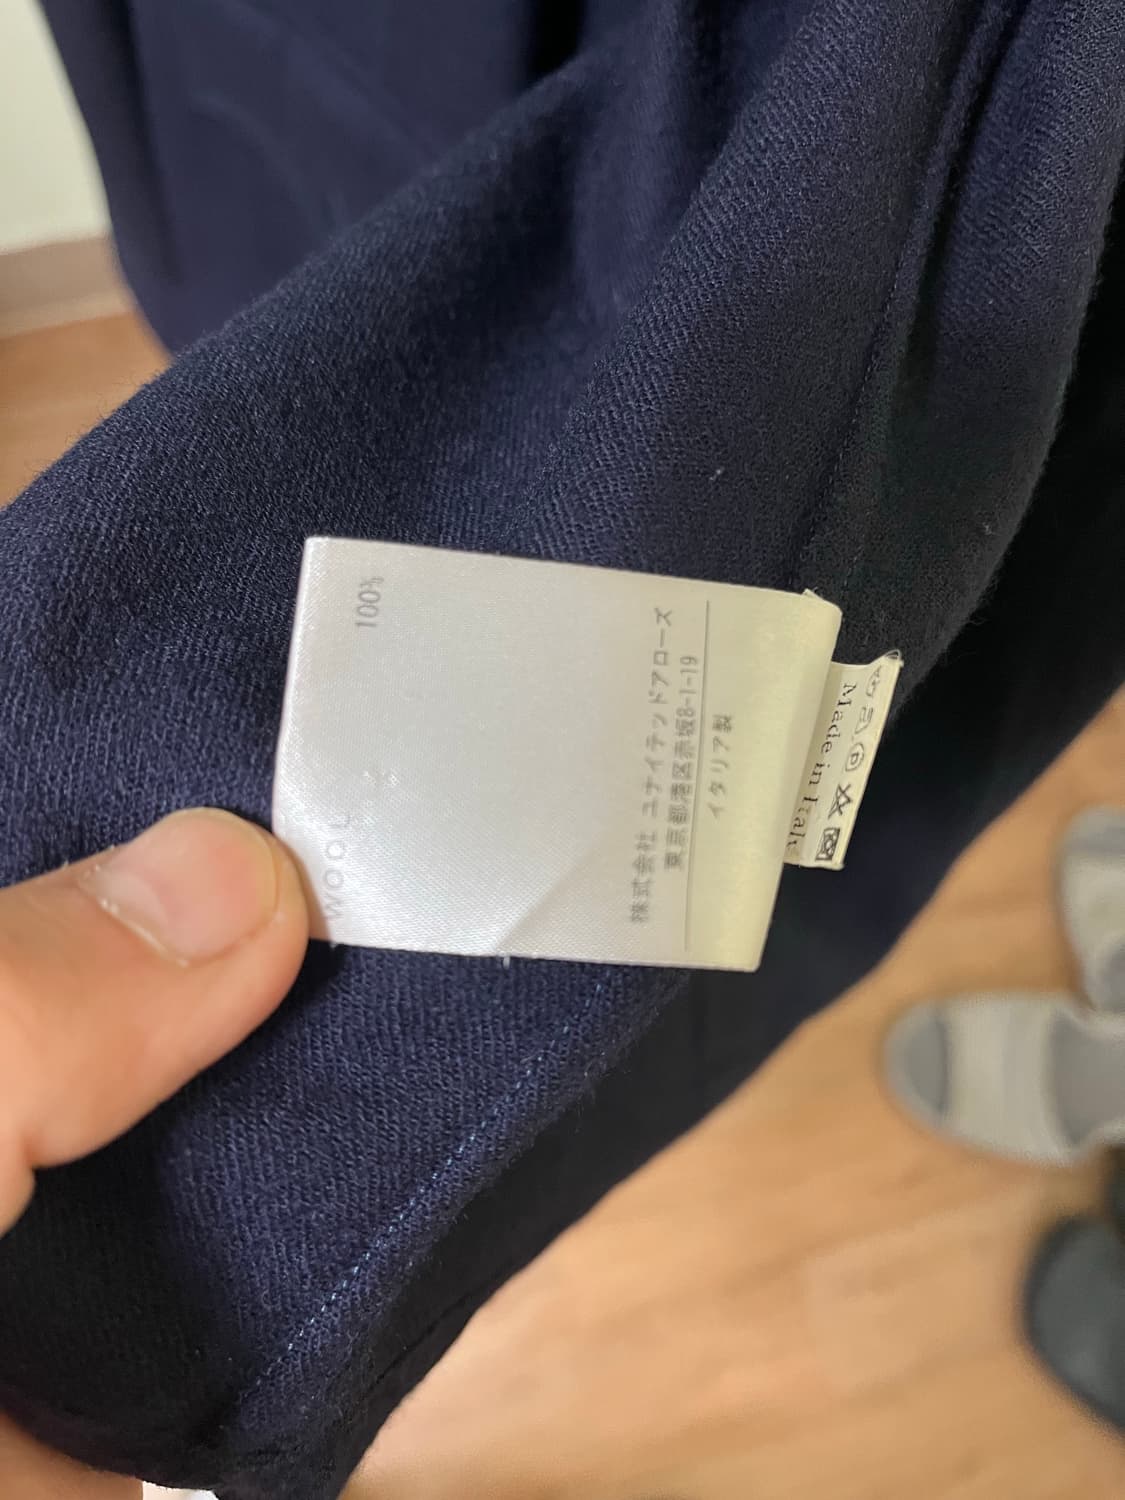 WOOL 100%
株式会社 ユナイテッドアローズ
東京都港区赤坂8-1-19
イタリア製
Made in Italy